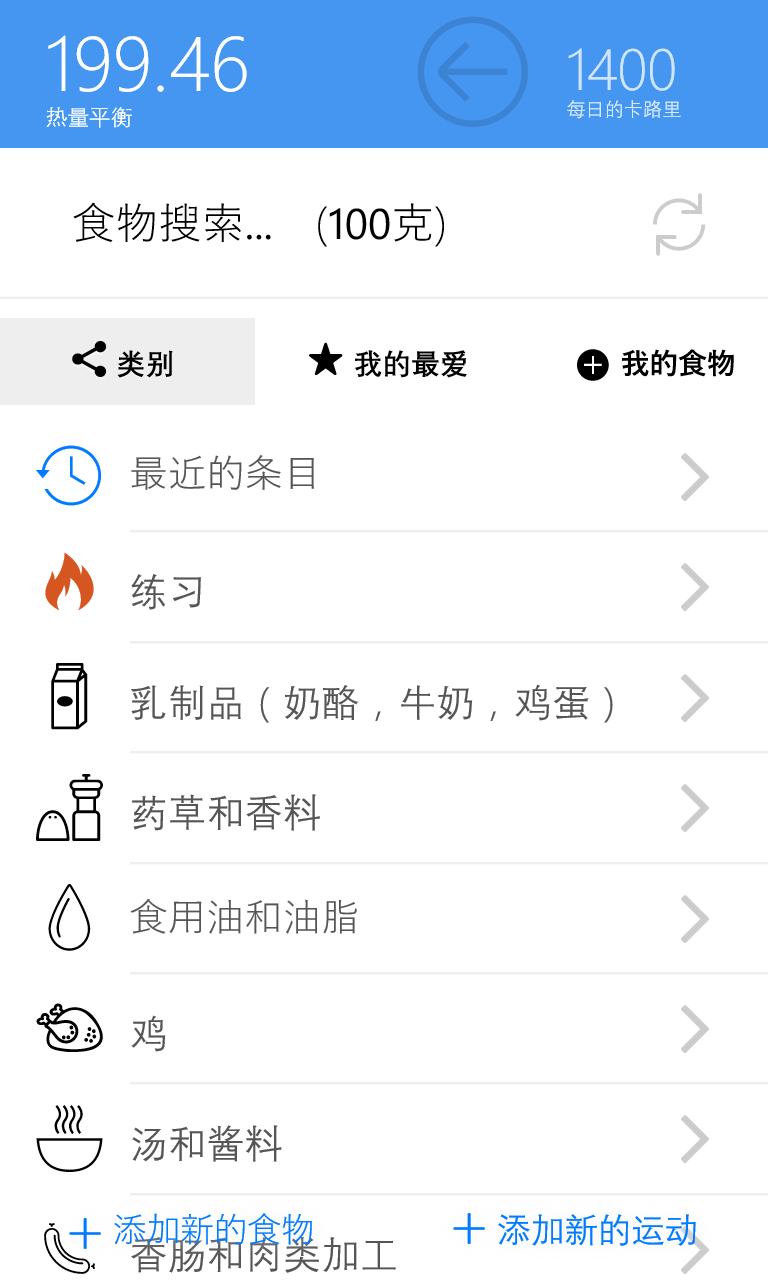 199.46
1400
热量平衡
每日的卡路里
食物搜索... (100克)
类别
我的最爱
我的食物
最近的条目
练习
乳制品（奶酪，牛奶，鸡蛋）
药草和香料
食用油和油脂
鸡
汤和酱料
添加新的食物
添加新的运动
香肠和肉类加工